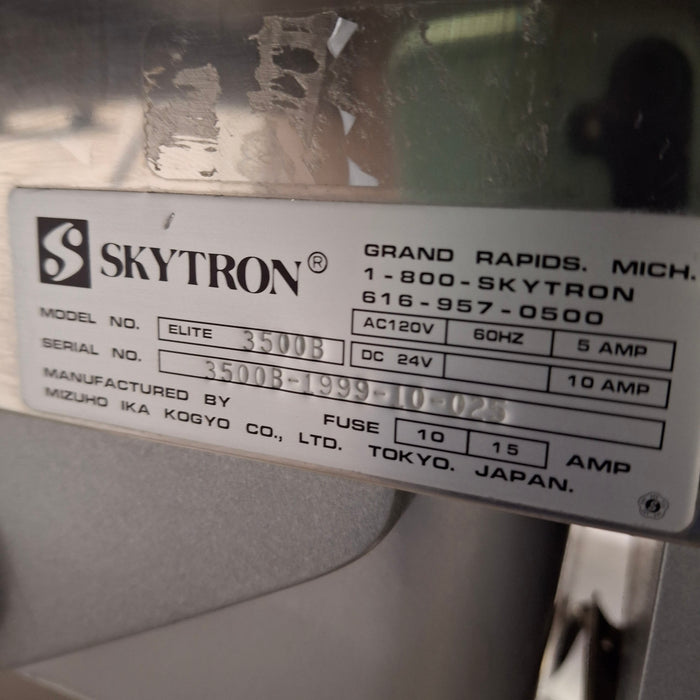 SKYTRON®
GRAND RAPIDS. MICH.
1-800-SKYTRON
616-957-0500
MODEL NO. ELITE 3500B
AC120V 60HZ 5 AMP
DC 24V 10 AMP
SERIAL NO. 3500B-1999-10-025
MANUFACTURED BY
FUSE 10 15 AMP
MIZUHO IKA KOGYO CO., LTD. TOKYO. JAPAN.